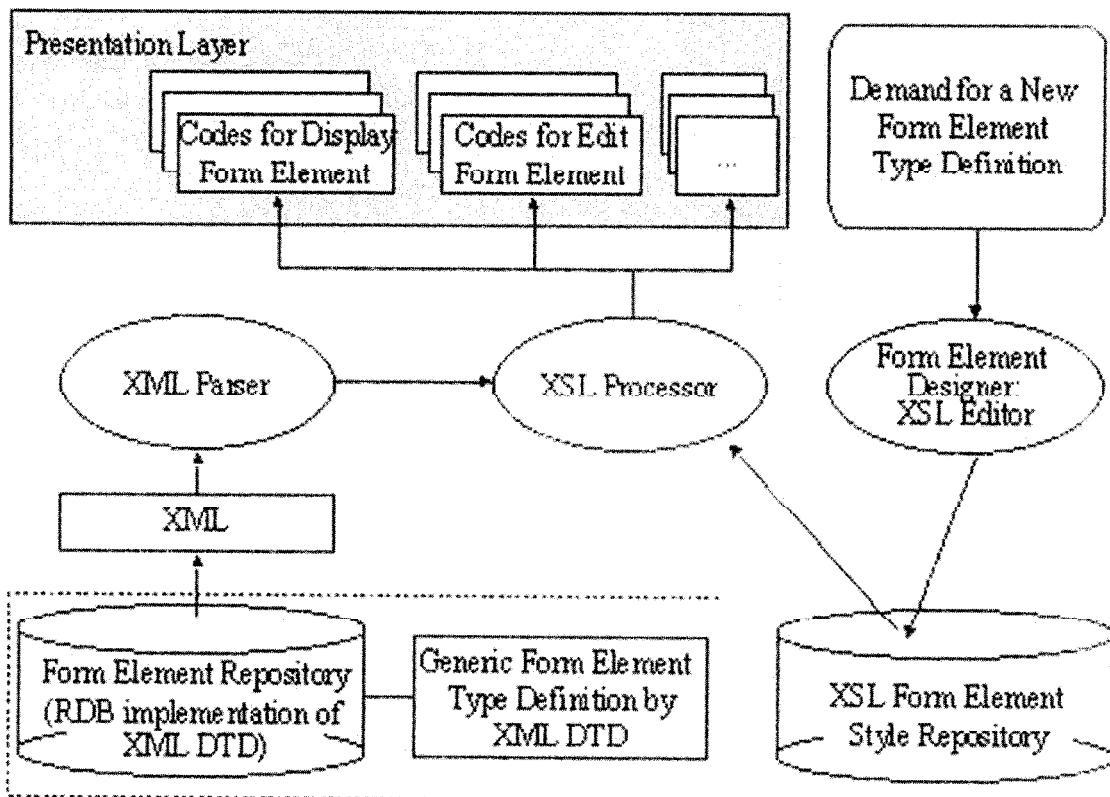 Presentation Layer
Codes for Display
Form Element
Codes for Edit
Form Element
...
Demand for a New
Form Element
Type Definition
XML Parser
XSL Processor
Form Element
Designer:
XSL Editor
XML
Form Element Repository
(RDB implementation of
XML DTD)
Generic Form Element
Type Definition by
XML DTD
XSL Form Element
Style Repository